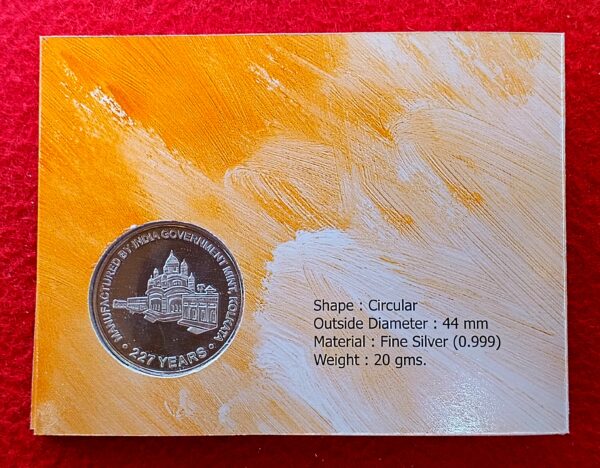 MANUFACTURED BY INDIA GOVERNMENT MINT, KOLKATA
• 227 YEARS •
Shape : Circular
Outside Diameter : 44 mm
Material : Fine Silver (0.999)
Weight : 20 gms.